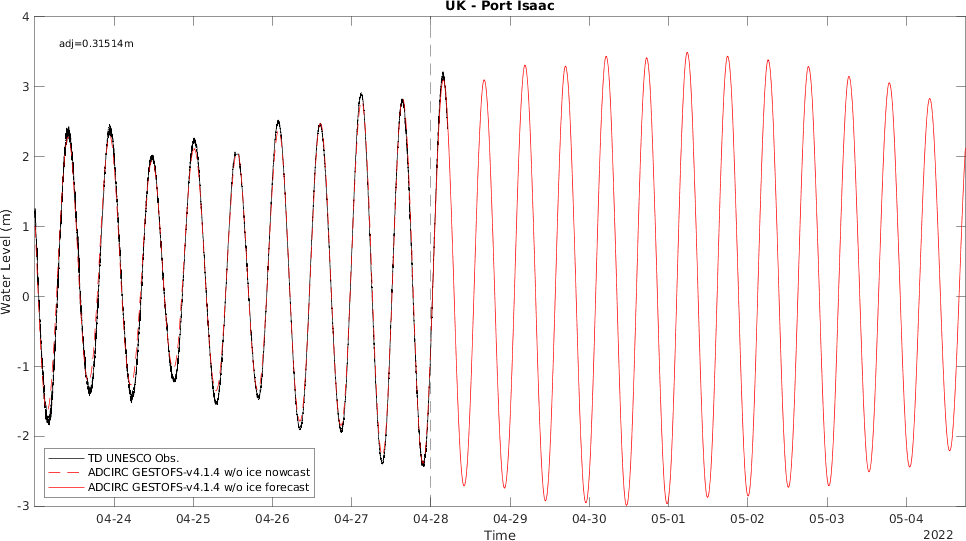 UK - Port Isaac
adj=0.31514m
Water Level (m)
4
3
2
1
0
-1
-2
-3
TD UNESCO Obs.
ADCIRC GESTOFS-v4.1.4 w/o ice nowcast
ADCIRC GESTOFS-v4.1.4 w/o ice forecast
04-24 04-25 04-26 04-27 04-28 04-29 04-30 05-01 05-02 05-03 05-04
Time
2022